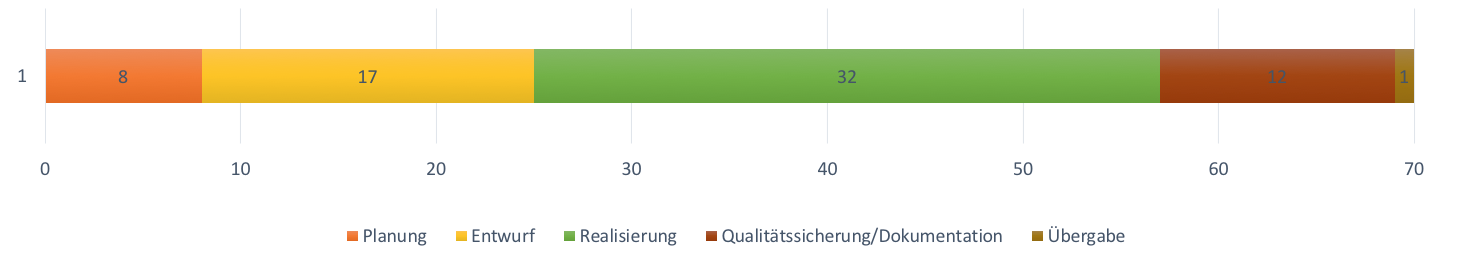 1 8 17 32 12 1
0 10 20 30 40 50 60 70
Planung Entwurf Realisierung Qualitätssicherung/Dokumentation Übergabe